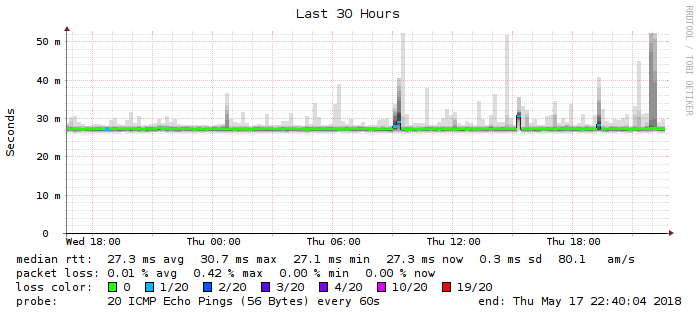 Last 30 Hours
RRDTOOL / TOBI OETIKER
Seconds
50 m
40 m
30 m
20 m
10 m
0
Wed 18:00 Thu 00:00 Thu 06:00 Thu 12:00 Thu 18:00
median rtt: 27.3 ms avg 30.7 ms max 27.1 ms min 27.3 ms now 0.3 ms sd 80.1 am/s
packet loss: 0.01 % avg 0.42 % max 0.00 % min 0.00 % now
loss color: 0 1/20 2/20 3/20 4/20 10/20 19/20
probe: 20 ICMP Echo Pings (56 Bytes) every 60s end: Thu May 17 22:40:04 2018